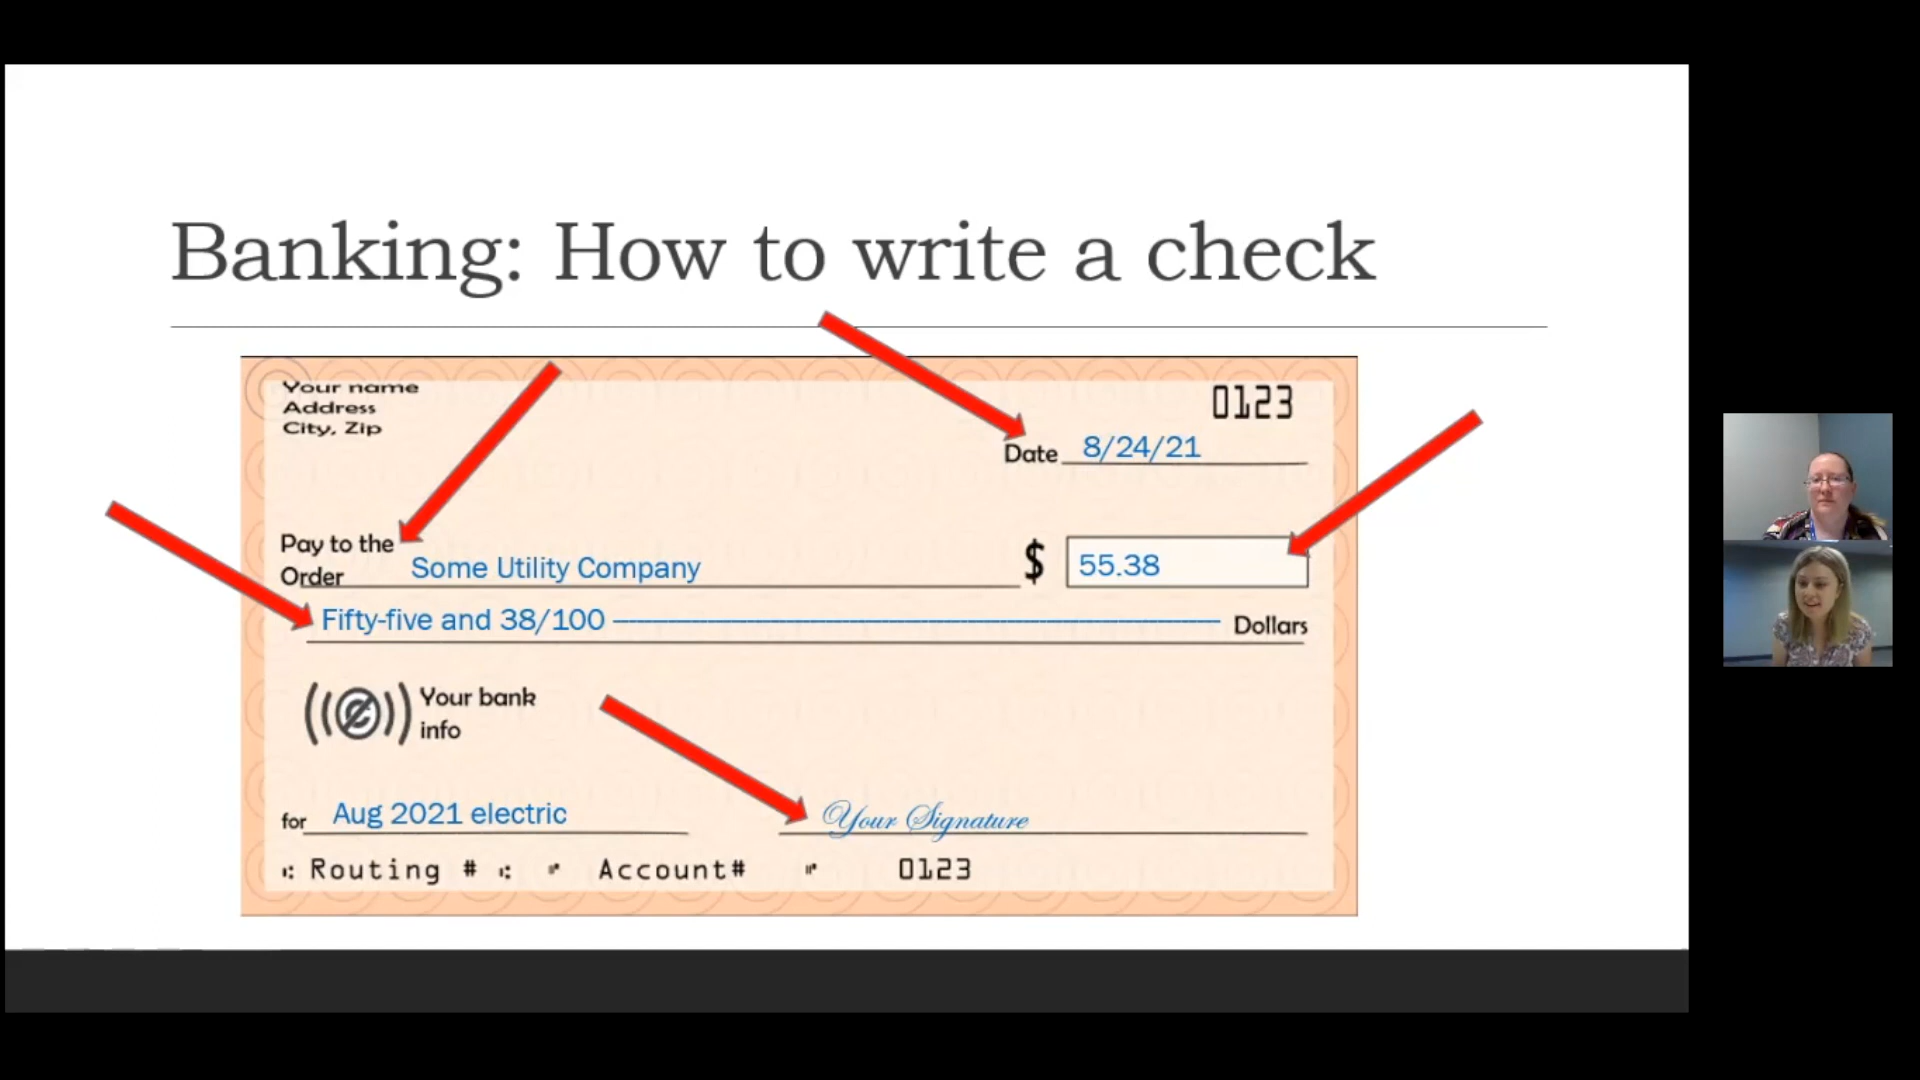 Banking: How to write a check
Your name
Address
City, Zip
0123
Date 8/24/21
Pay to the
Order Some Utility Company $ 55.38
Fifty-five and 38/100 Dollars
Your bank
info
for Aug 2021 electric Your Signature
⑆ Routing # ⑆ ⑈ Account# ⑈ 0123